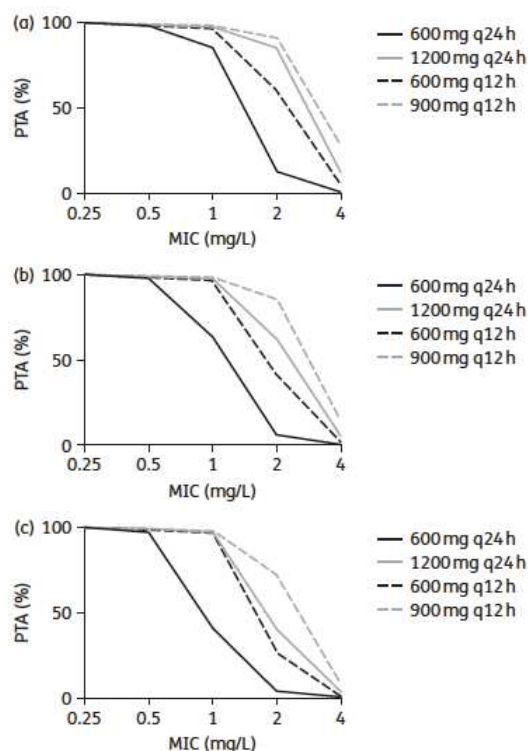 (a)
100
50
0
PTA (%)
0.25 0.5 1 2 4
MIC (mg/L)
600 mg q24 h
1200 mg q24 h
600 mg q12 h
900 mg q12 h
(b)
100
50
0
PTA (%)
0.25 0.5 1 2 4
MIC (mg/L)
600 mg q24 h
1200 mg q24 h
600 mg q12 h
900 mg q12 h
(c)
100
50
0
PTA (%)
0.25 0.5 1 2 4
MIC (mg/L)
600 mg q24 h
1200 mg q24 h
600 mg q12 h
900 mg q12 h